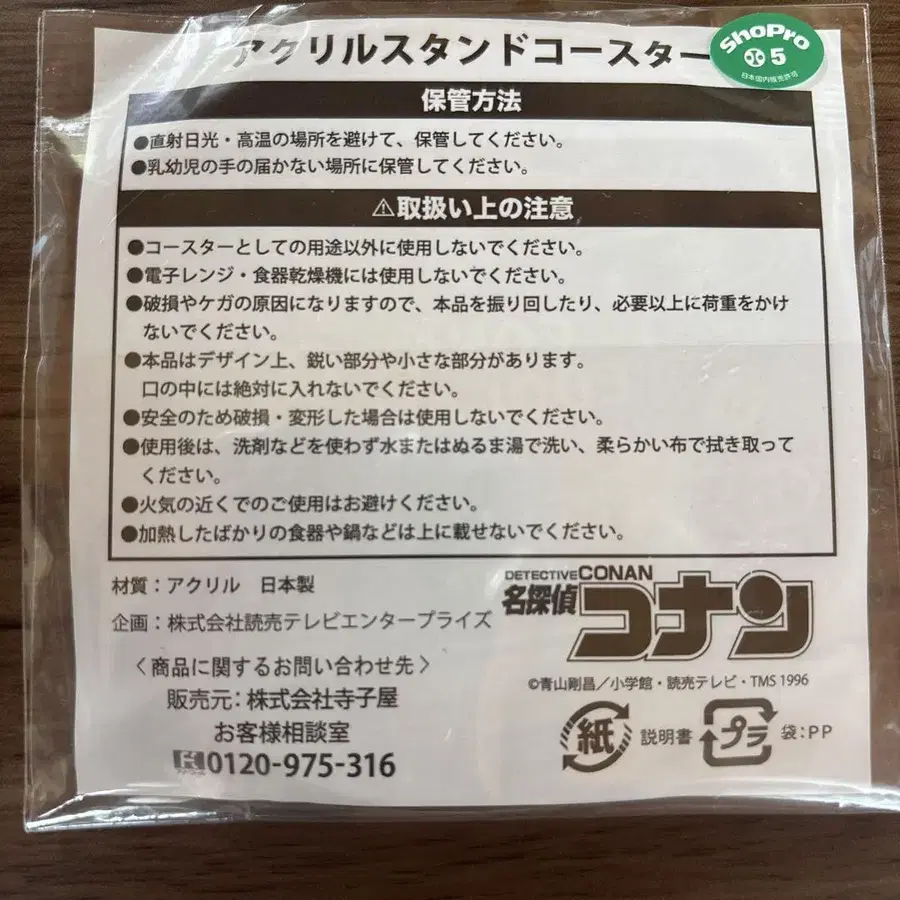 アクリルスタンドコースター
ShoPro
5
日本国内販売許可
保管方法
●直射日光・高温の場所を避けて、保管してください。
●乳幼児の手の届かない場所に保管してください。
⚠取扱い上の注意
●コースターとしての用途以外に使用しないでください。
●電子レンジ・食器乾燥機には使用しないでください。
●破損やケガの原因になりますので、本品を振り回したり、必要以上に荷重をかけ
ないでください。
●本品はデザイン上、鋭い部分や小さな部分があります。
口の中には絶対に入れないでください。
●安全のため破損・変形した場合は使用しないでください。
●使用後は、洗剤などを使わず水またはぬるま湯で洗い、柔らかい布で拭き取って
ください。
●火気の近くでのご使用はお避けください。
●加熱したばかりの食器や鍋などは上に載せないでください。
材質：アクリル 日本製
企画：株式会社読売テレビエンタープライズ
〈商品に関するお問い合わせ先〉
販売元：株式会社寺子屋
お客様相談室
0120-975-316
DETECTIVE CONAN
名探偵コナン
©青山剛昌／小学館・読売テレビ・TMS 1996
紙 説明書 プラ 袋：PP